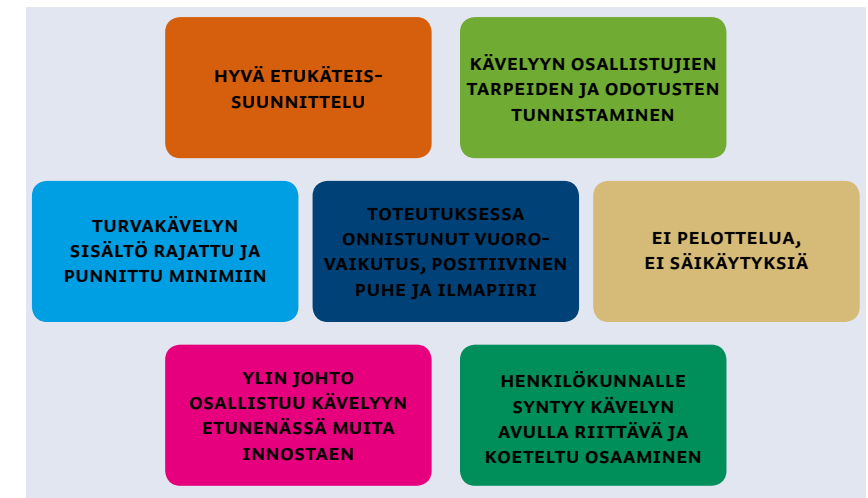 HYVÄ ETUKÄTEIS-
SUUNNITTELU
KÄVELYYN OSALLISTUJIEN
TARPEIDEN JA ODOTUSTEN
TUNNISTAMINEN
TURVAKÄVELYN
SISÄLTÖ RAJATTU JA
PUNNITTU MINIMIIN
TOTEUTUKSESSA
ONNISTUNUT VUORO-
VAIKUTUS, POSITIIVINEN
PUHE JA ILMAPIIRI
EI PELOTTELUA,
EI SÄIKÄYTYKSIÄ
YLIN JOHTO
OSALLISTUU KÄVELYYN
ETUNENÄSSÄ MUITA
INNOSTAEN
HENKILÖKUNNALLE
SYNTYY KÄVELYN
AVULLA RIITTÄVÄ JA
KOETELTU OSAAMINEN